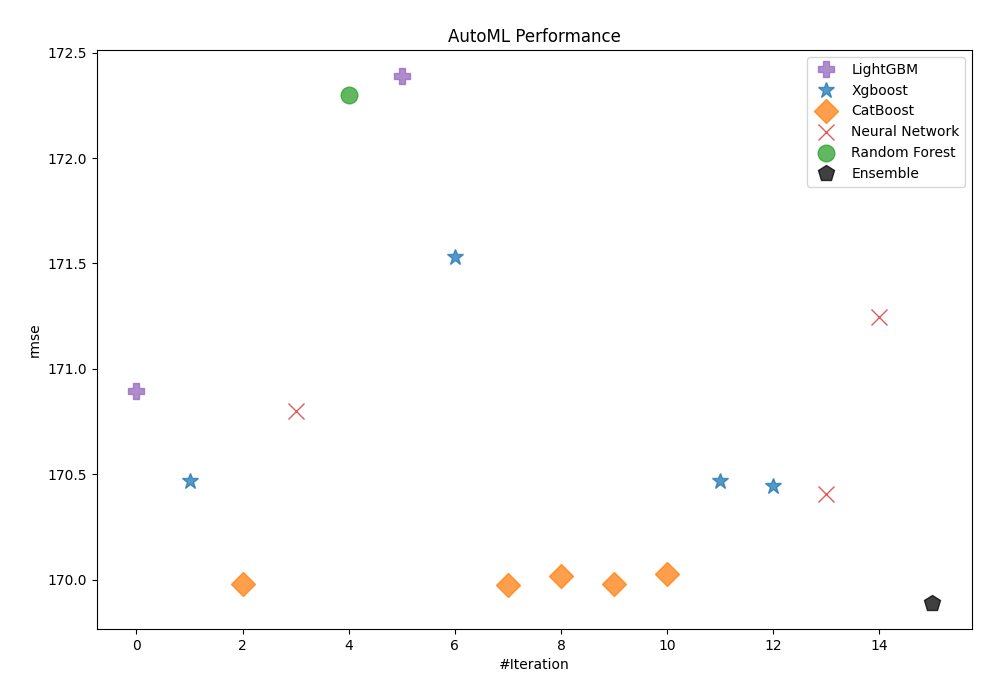 AutoML Performance
172.5
172.0
171.5
171.0
170.5
170.0
rmse
LightGBM
Xgboost
CatBoost
Neural Network
Random Forest
Ensemble
0 2 4 6 8 10 12 14
#Iteration